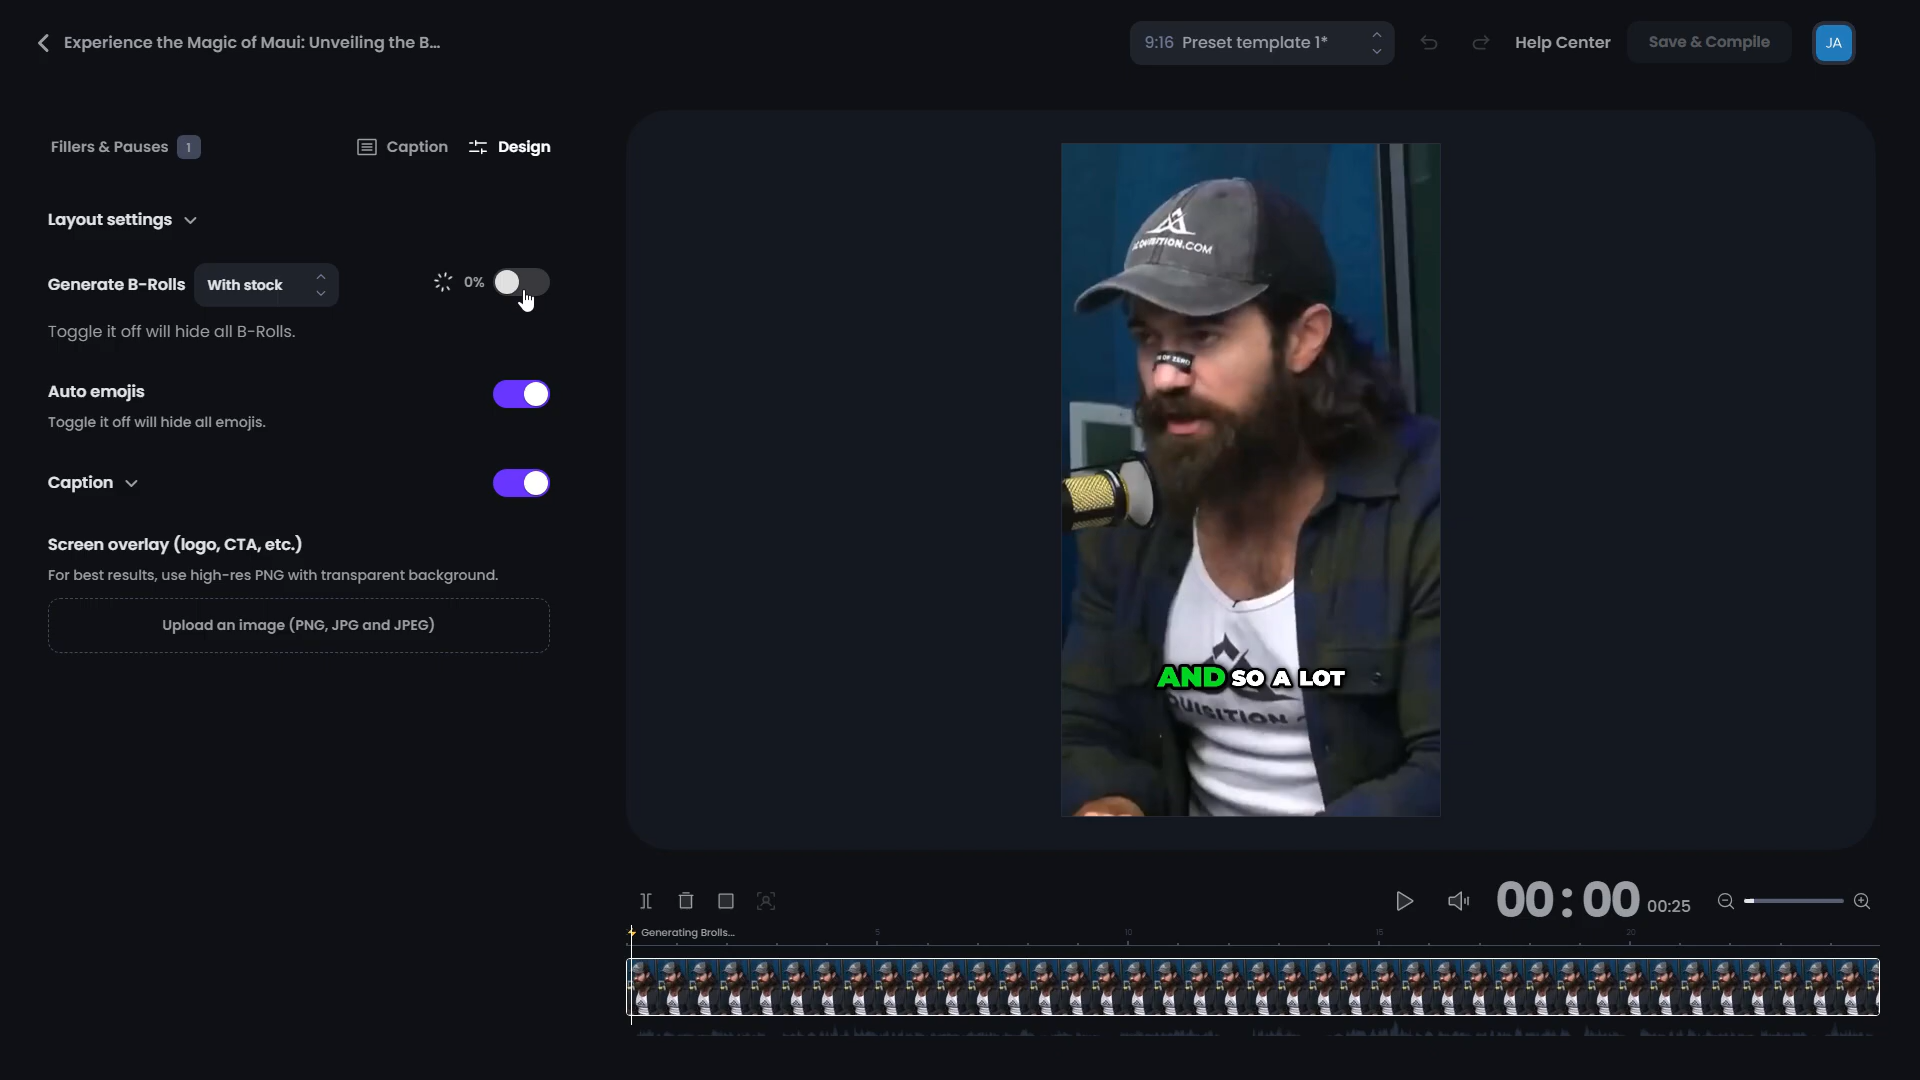 Experience the Magic of Maui: Unveiling the B...
9:16 Preset template 1*
Help Center
Save & Compile
JA
Fillers & Pauses 1
Caption
Design
Layout settings
Generate B-Rolls
With stock
0%
Toggle it off will hide all B-Rolls.
Auto emojis
Toggle it off will hide all emojis.
Caption
Screen overlay (logo, CTA, etc.)
For best results, use high-res PNG with transparent background.
Upload an image (PNG, JPG and JPEG)
AND SO A LOT
00:00 00:25
Generating Brolls...
5
10
15
20